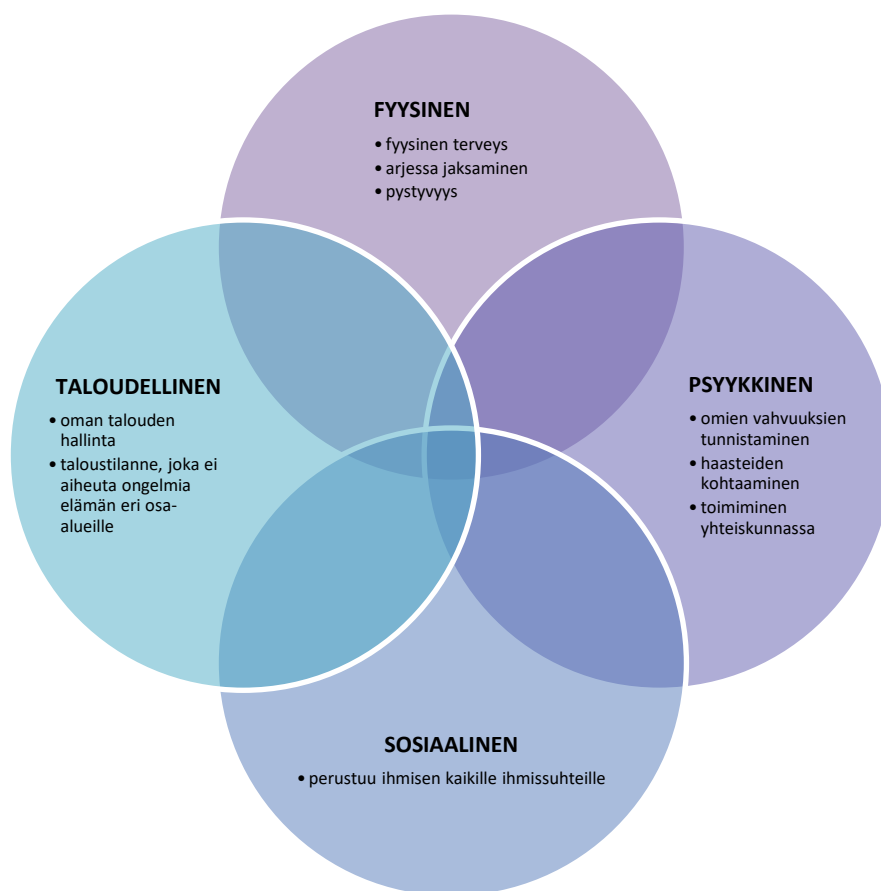 FYYSINEN
• fyysinen terveys
• arjessa jaksaminen
• pystyvyys
TALOUDELLINEN
• oman talouden
hallinta
• taloustilanne, joka ei
aiheuta ongelmia
elämän eri osa-
alueille
PSYYKKINEN
• omien vahvuuksien
tunnistaminen
• haasteiden
kohtaaminen
• toimiminen
yhteiskunnassa
SOSIAALINEN
• perustuu ihmisen kaikille ihmissuhteille